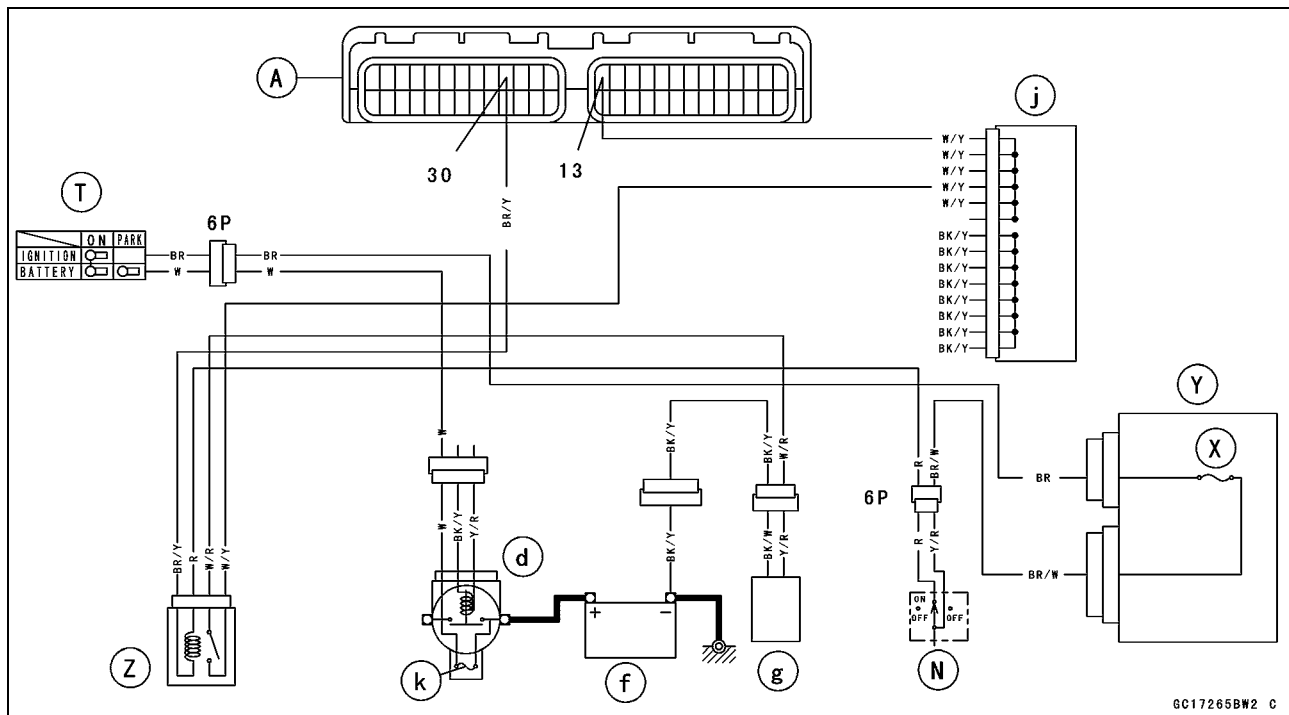 A
j
30
13
W/Y
W/Y
W/Y
W/Y
W/Y
BK/Y
BK/Y
BK/Y
BK/Y
BK/Y
BK/Y
BK/Y
BK/Y
T
6P
ON PARK
IGNITION
BATTERY
BR
W
BR
W
BR/Y
Y
X
BR
BR/W
W
BK/Y
BK/Y
W/R
R
BR/W
6P
W
BK/Y
Y/R
BK/Y
BK/W
Y/R
R
Y/R
d
BR/Y
R
W/R
W/Y
+
−
ON
OFF
OFF
Z
k
f
g
N
GC17265BW2 C